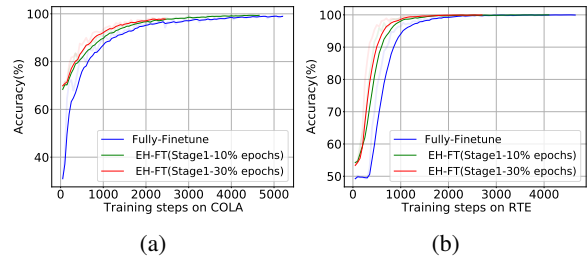 100
80
60
40
Accuracy(%)
Fully-Finetune
EH-FT(Stage1-10% epochs)
EH-FT(Stage1-30% epochs)
0 1000 2000 3000 4000 5000
Training steps on COLA
(a)
100
90
80
70
60
50
Accuracy(%)
Fully-Finetune
EH-FT(Stage1-10% epochs)
EH-FT(Stage1-30% epochs)
0 1000 2000 3000 4000
Training steps on RTE
(b)